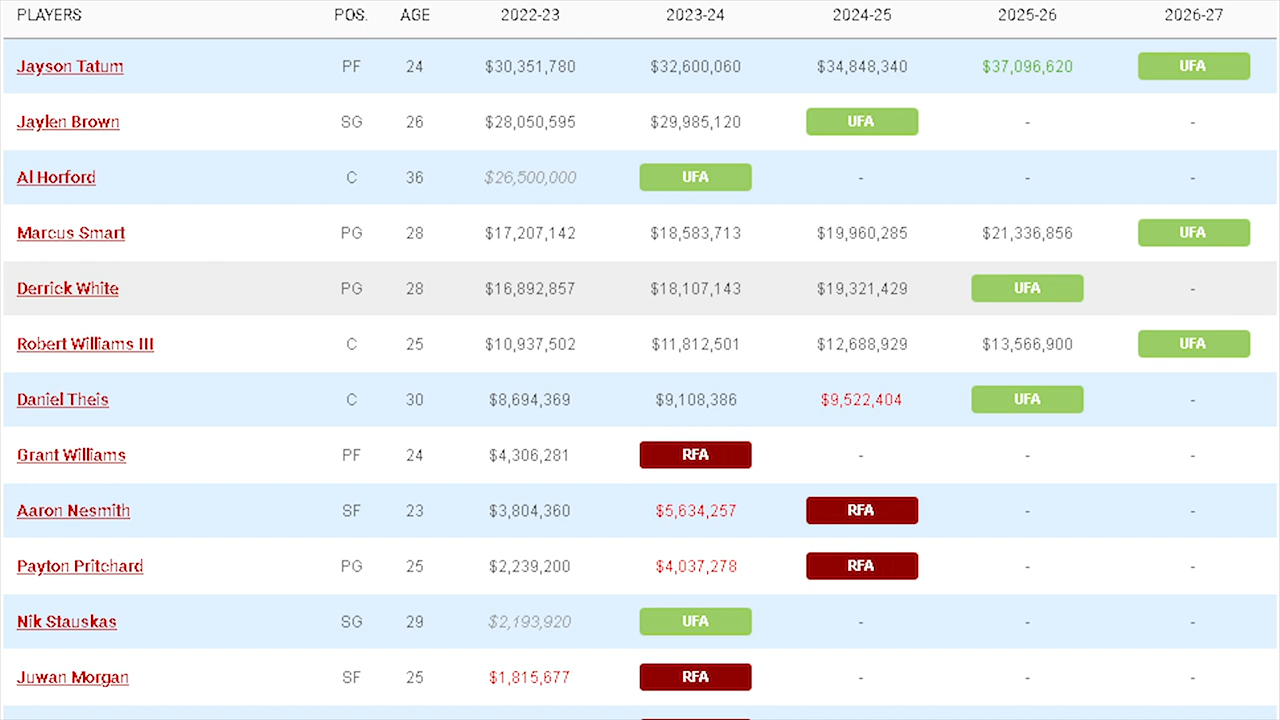 PLAYERS POS. AGE 2022-23 2023-24 2024-25 2025-26 2026-27
Jayson Tatum PF 24 $30,351,780 $32,600,060 $34,848,340 $37,096,620 UFA
Jaylen Brown SG 26 $28,050,595 $29,985,120 UFA - -
Al Horford C 36 $26,500,000 UFA - - -
Marcus Smart PG 28 $17,207,142 $18,583,713 $19,960,285 $21,336,856 UFA
Derrick White PG 28 $16,892,857 $18,107,143 $19,321,429 UFA -
Robert Williams III C 25 $10,937,502 $11,812,501 $12,688,929 $13,566,900 UFA
Daniel Theis C 30 $8,694,369 $9,108,386 $9,522,404 UFA -
Grant Williams PF 24 $4,306,281 RFA - - -
Aaron Nesmith SF 23 $3,804,360 $5,634,257 RFA - -
Payton Pritchard PG 25 $2,239,200 $4,037,278 RFA - -
Nik Stauskas SG 29 $2,193,920 UFA - - -
Juwan Morgan SF 25 $1,815,677 RFA - - -